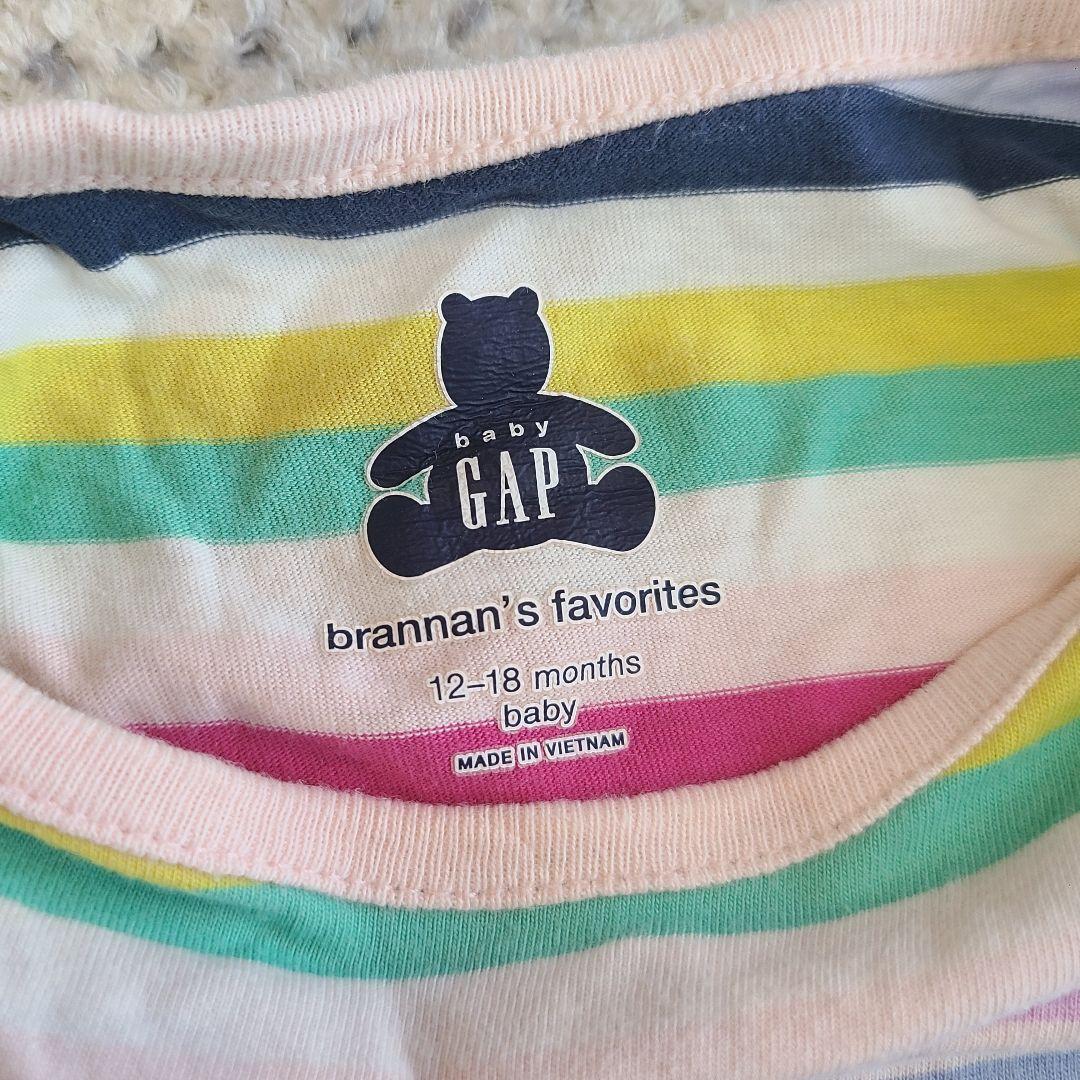 baby
GAP
brannan's favorites
12–18 months
baby
MADE IN VIETNAM